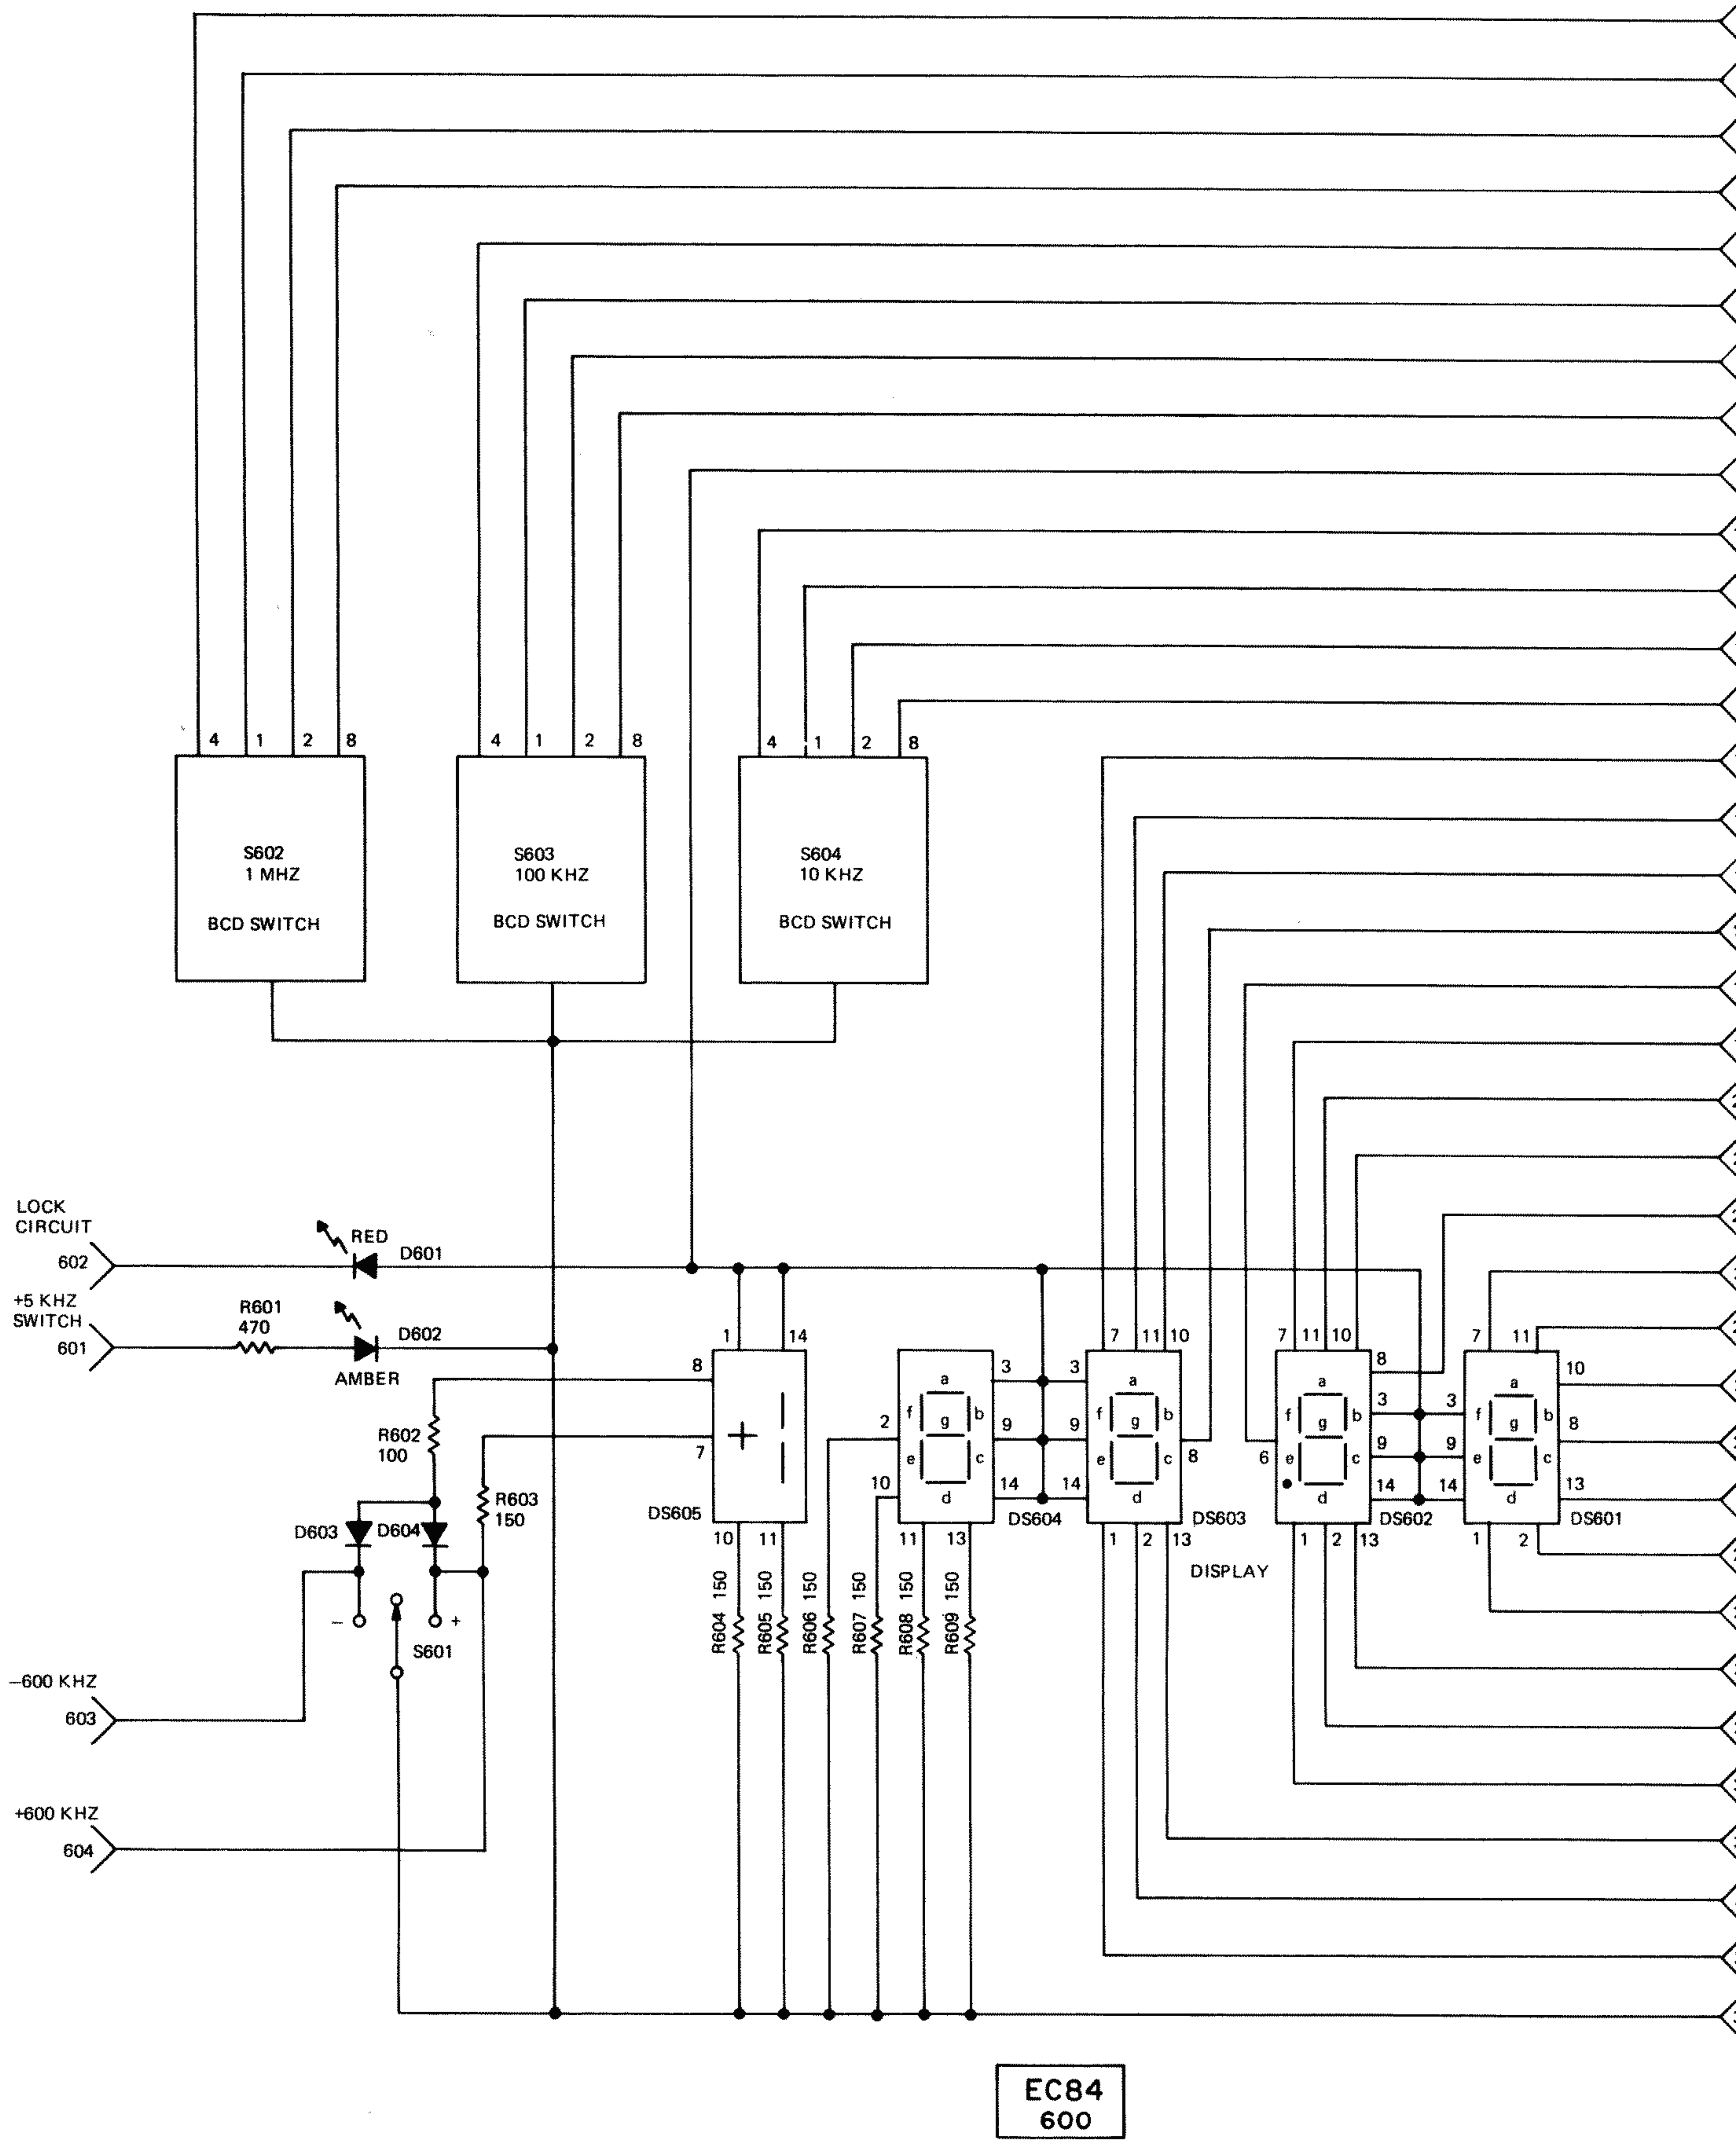 4 1 2 8
4 1 2 8
4 1 2 8
S602
1 MHZ
BCD SWITCH
S603
100 KHZ
BCD SWITCH
S604
10 KHZ
BCD SWITCH
LOCK
CIRCUIT
602
RED
D601
+5 KHZ
SWITCH
601
R601
470
D602
AMBER
1 14
8
7
+
DS605
10 11
R602
100
R603
150
D603
D604
–
+
S601
–600 KHZ
603
+600 KHZ
604
2
10
a
f g b
e c
d
3
9
14
DS604
11 13
7 11 10
3
9
14
a
f g b
e c
d
8
DS603
1 2 13
DISPLAY
7 11 10
8
3
9
14
6
a
f g b
e c
d
DS602
1 2 13
7 11
3
9
14
a
f g b
e c
d
10
8
13
DS601
1 2
R604 150
R605 150
R606 150
R607 150
R608 150
R609 150
EC84
600